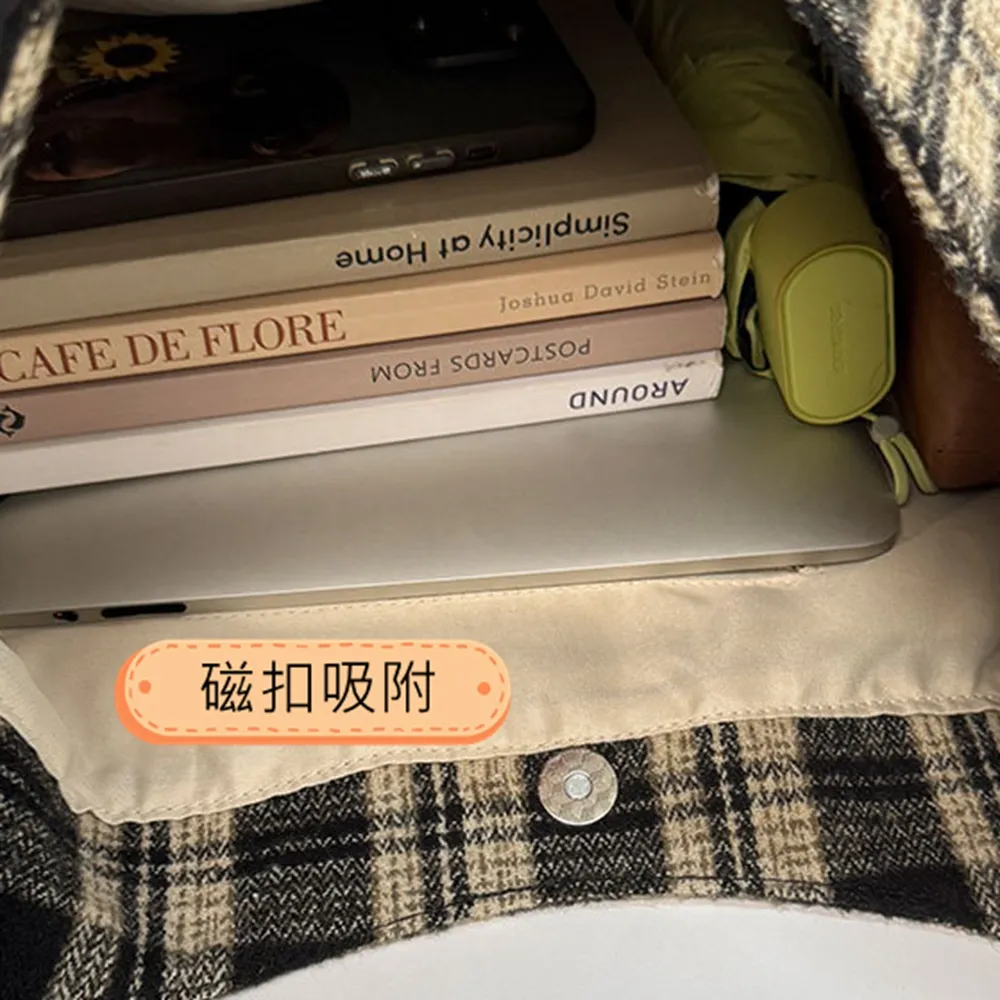 Simplicity at Home
CAFE DE FLORE Joshua David Stein
POSTCARDS FROM
AROUND
磁扣吸附